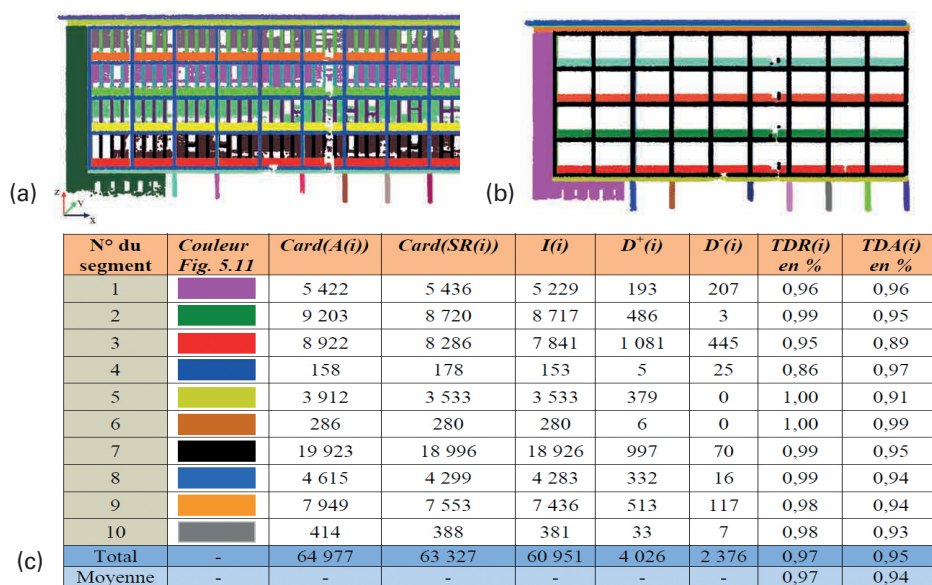 (a)
z
y
x
(b)
N° du segment Couleur Fig. 5.11 Card(A(i)) Card(SR(i)) I(i) D⁺(i) D⁻(i) TDR(i) en % TDA(i) en %
1 5 422 5 436 5 229 193 207 0,96 0,96
2 9 203 8 720 8 717 486 3 0,99 0,95
3 8 922 8 286 7 841 1 081 445 0,95 0,89
4 158 178 153 5 25 0,86 0,97
5 3 912 3 533 3 533 379 0 1,00 0,91
6 286 280 280 6 0 1,00 0,99
7 19 923 18 996 18 926 997 70 0,99 0,95
8 4 615 4 299 4 283 332 16 0,99 0,94
9 7 949 7 553 7 436 513 117 0,98 0,94
10 414 388 381 33 7 0,98 0,93
(c)
Total - 64 977 63 327 60 951 4 026 2 376 0,97 0,95
Moyenne - - - - - - 0,97 0,94